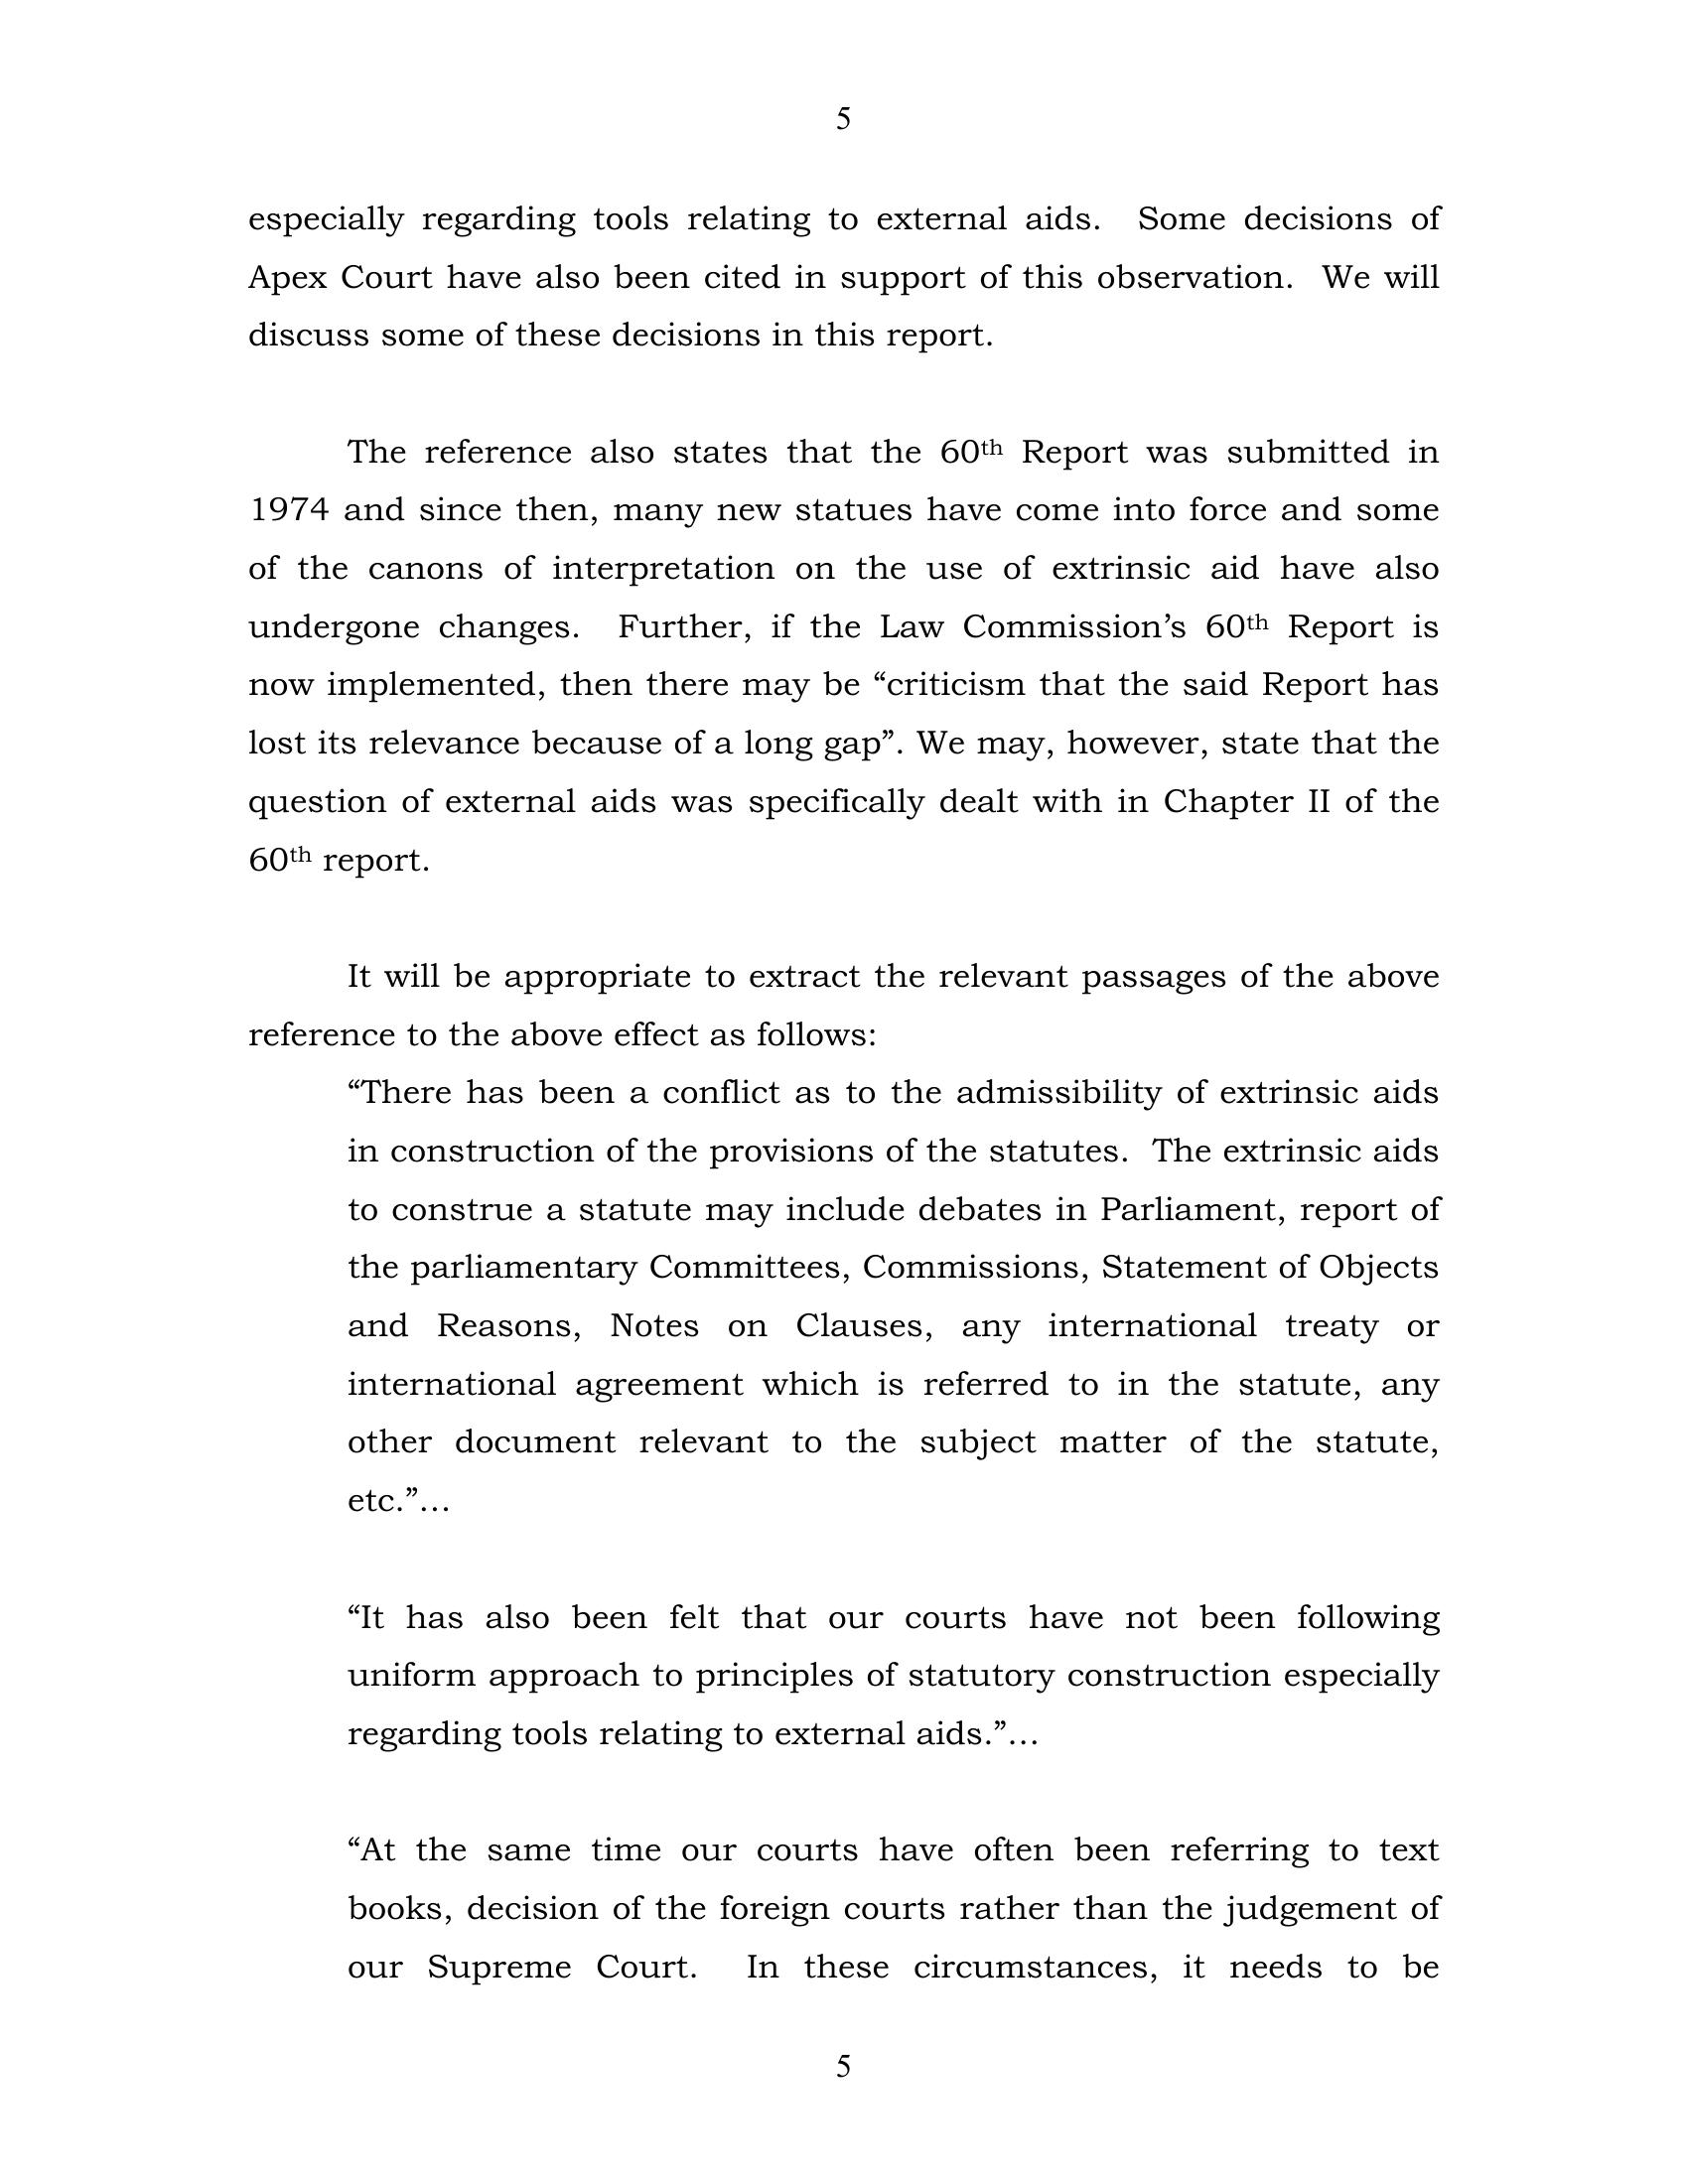 5
especially regarding tools relating to external aids.  Some decisions of
Apex Court have also been cited in support of this observation.  We will
discuss some of these decisions in this report.
The reference also states that the 60th Report was submitted in
1974 and since then, many new statues have come into force and some
of the canons of interpretation on the use of extrinsic aid have also
undergone changes.  Further, if the Law Commission’s 60th Report is
now implemented, then there may be “criticism that the said Report has
lost its relevance because of a long gap”. We may, however, state that the
question of external aids was specifically dealt with in Chapter II of the
60th report.
It will be appropriate to extract the relevant passages of the above
reference to the above effect as follows:
“There has been a conflict as to the admissibility of extrinsic aids
in construction of the provisions of the statutes.  The extrinsic aids
to construe a statute may include debates in Parliament, report of
the parliamentary Committees, Commissions, Statement of Objects
and Reasons, Notes on Clauses, any international treaty or
international agreement which is referred to in the statute, any
other document relevant to the subject matter of the statute,
etc.”…
“It has also been felt that our courts have not been following
uniform approach to principles of statutory construction especially
regarding tools relating to external aids.”…
“At the same time our courts have often been referring to text
books, decision of the foreign courts rather than the judgement of
our Supreme Court.  In these circumstances, it needs to be
5